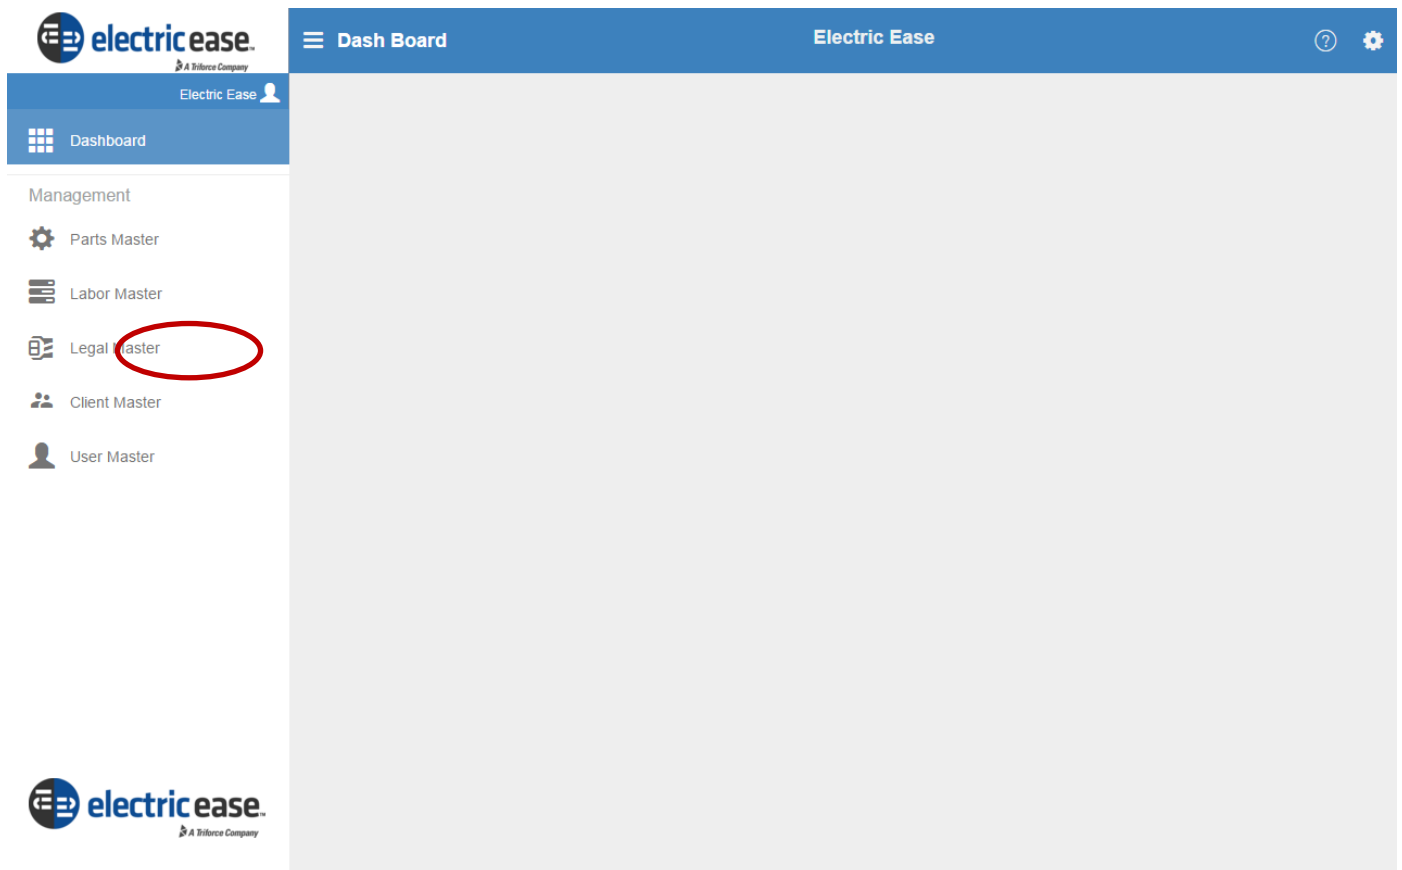 electric ease.
A Triforce Company
Dash Board
Electric Ease
?
Electric Ease
Dashboard
Management
Parts Master
Labor Master
Legal Master
Client Master
User Master
electric ease™
A Triforce Company